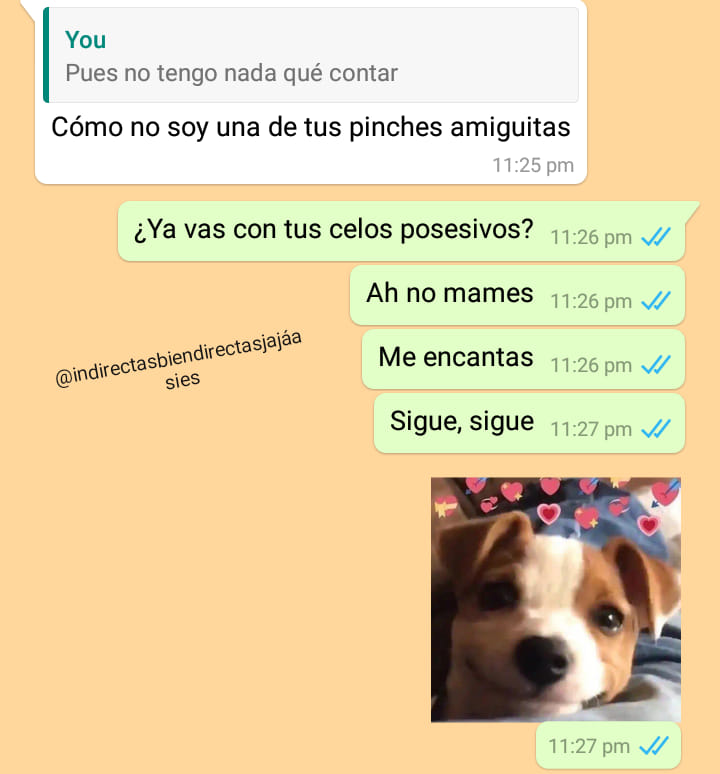 You
Pues no tengo nada qué contar
Cómo no soy una de tus pinches amiguitas
11:25 pm
¿Ya vas con tus celos posesivos? 11:26 pm
Ah no mames 11:26 pm
@indirectasbiendirectasjajáa
sies
Me encantas 11:26 pm
Sigue, sigue 11:27 pm
11:27 pm